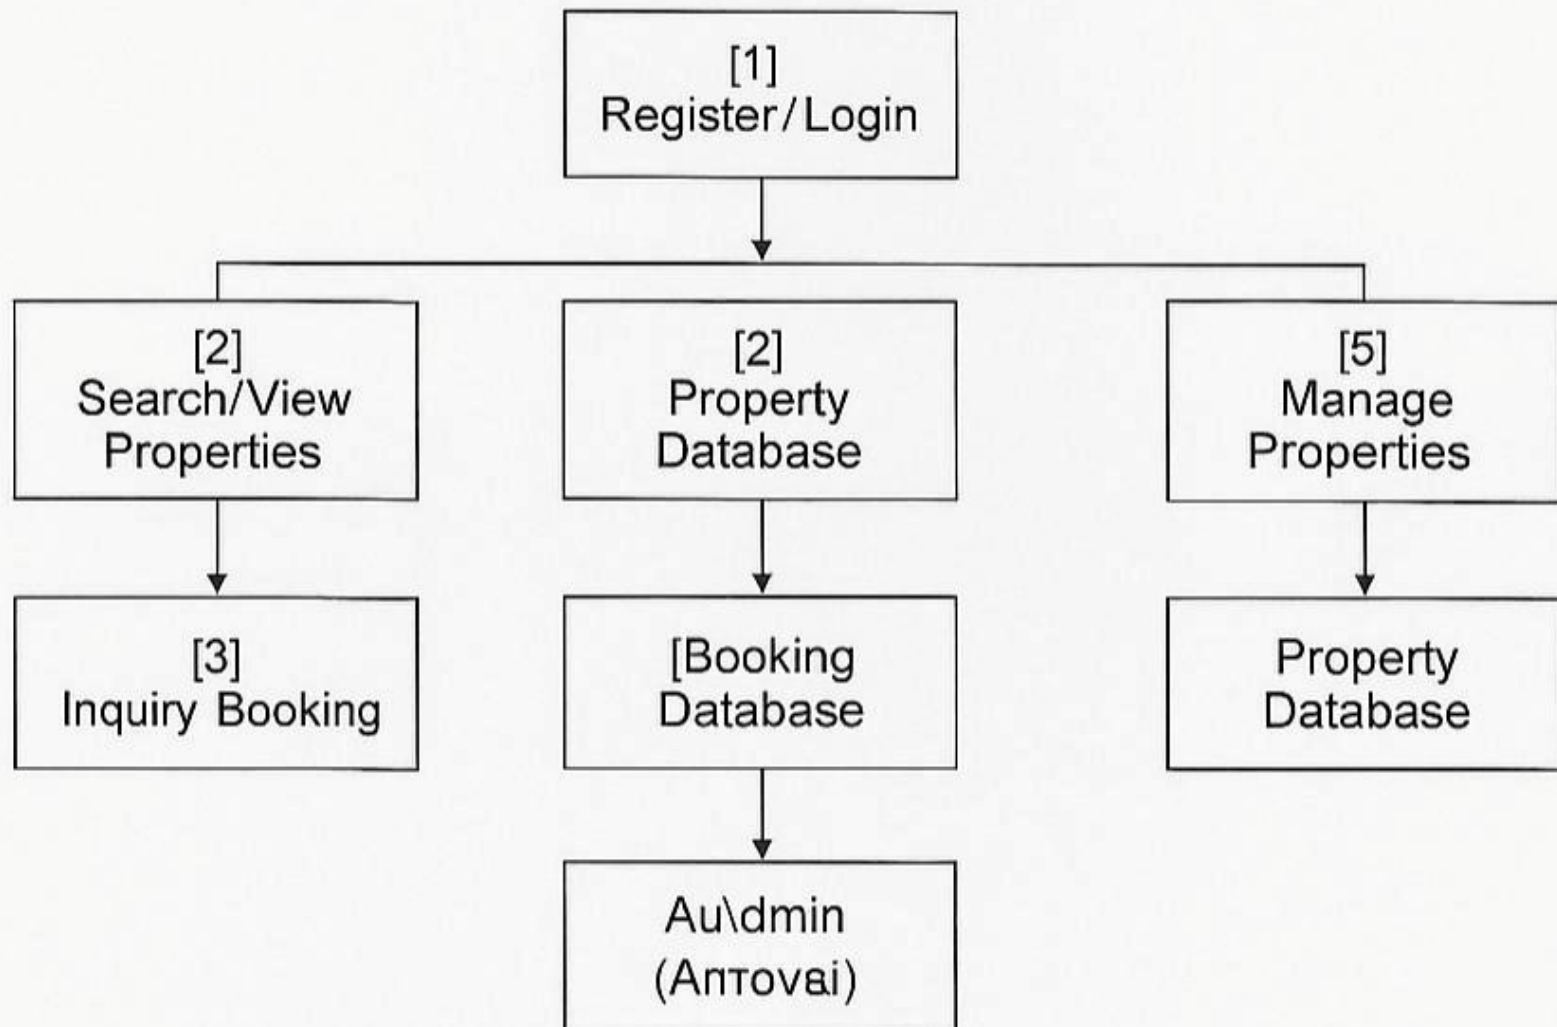 [1]
Register/Login
[2]
Search/View
Properties
[2]
Property
Database
[5]
Manage
Properties
[3]
Inquiry Booking
[Booking
Database
Property
Database
Au\dmin
(Aптovai)